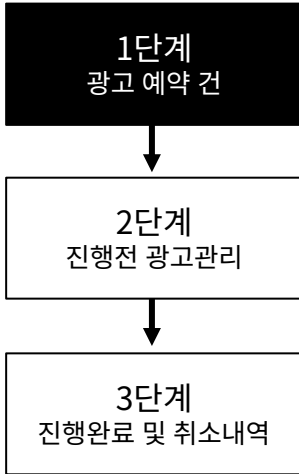 1단계
광고 예약 건
2단계
진행전 광고관리
3단계
진행완료 및 취소내역